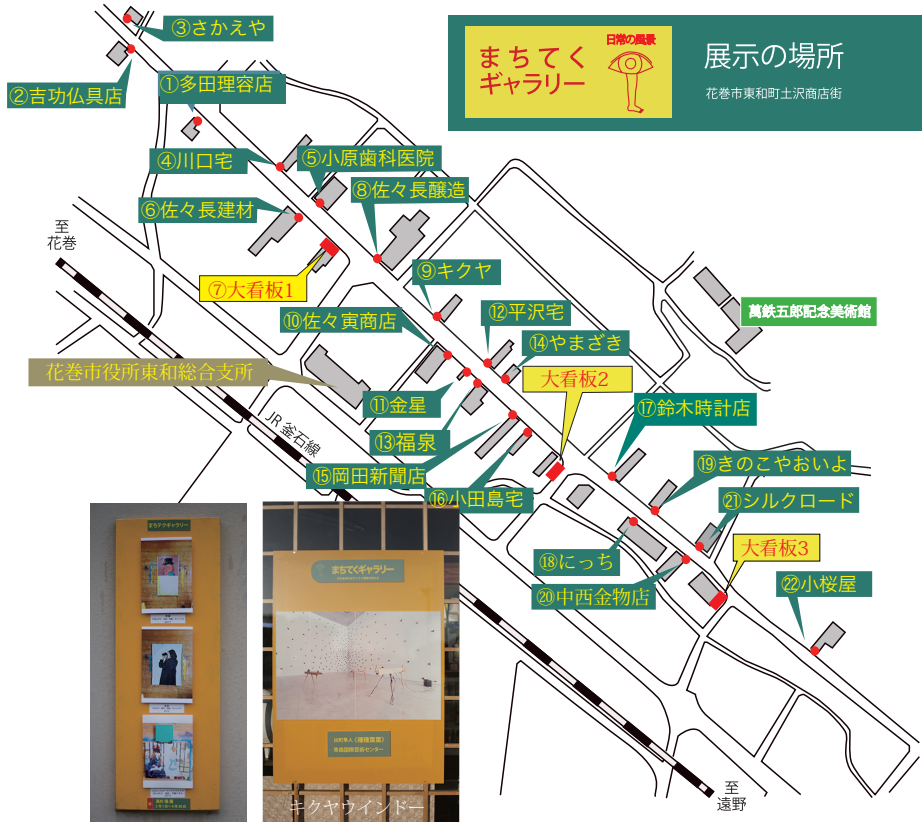 まちてく
ギャラリー
日常の風景
展示の場所
花巻市東和町土沢商店街
③さかえや
②吉功仏具店
①多田理容店
④川口宅
⑤小原歯科医院
⑥佐々長建材
⑧佐々長醸造
至
花巻
⑦大看板1
⑨キクヤ
⑩佐々寅商店
⑫平沢宅
⑭やまざき
萬鉄五郎記念美術館
花巻市役所東和総合支所
大看板2
⑪金星
⑰鈴木時計店
JR 釜石線
⑬福泉
⑮岡田新聞店
⑲きのこやおいよ
⑯小田島宅
㉑シルクロード
大看板3
⑱にっち
⑳中西金物店
㉒小桜屋
まちてくギャラリー
まちてくギャラリー
青森国際芸術センター
キクヤウインドー
至
遠野